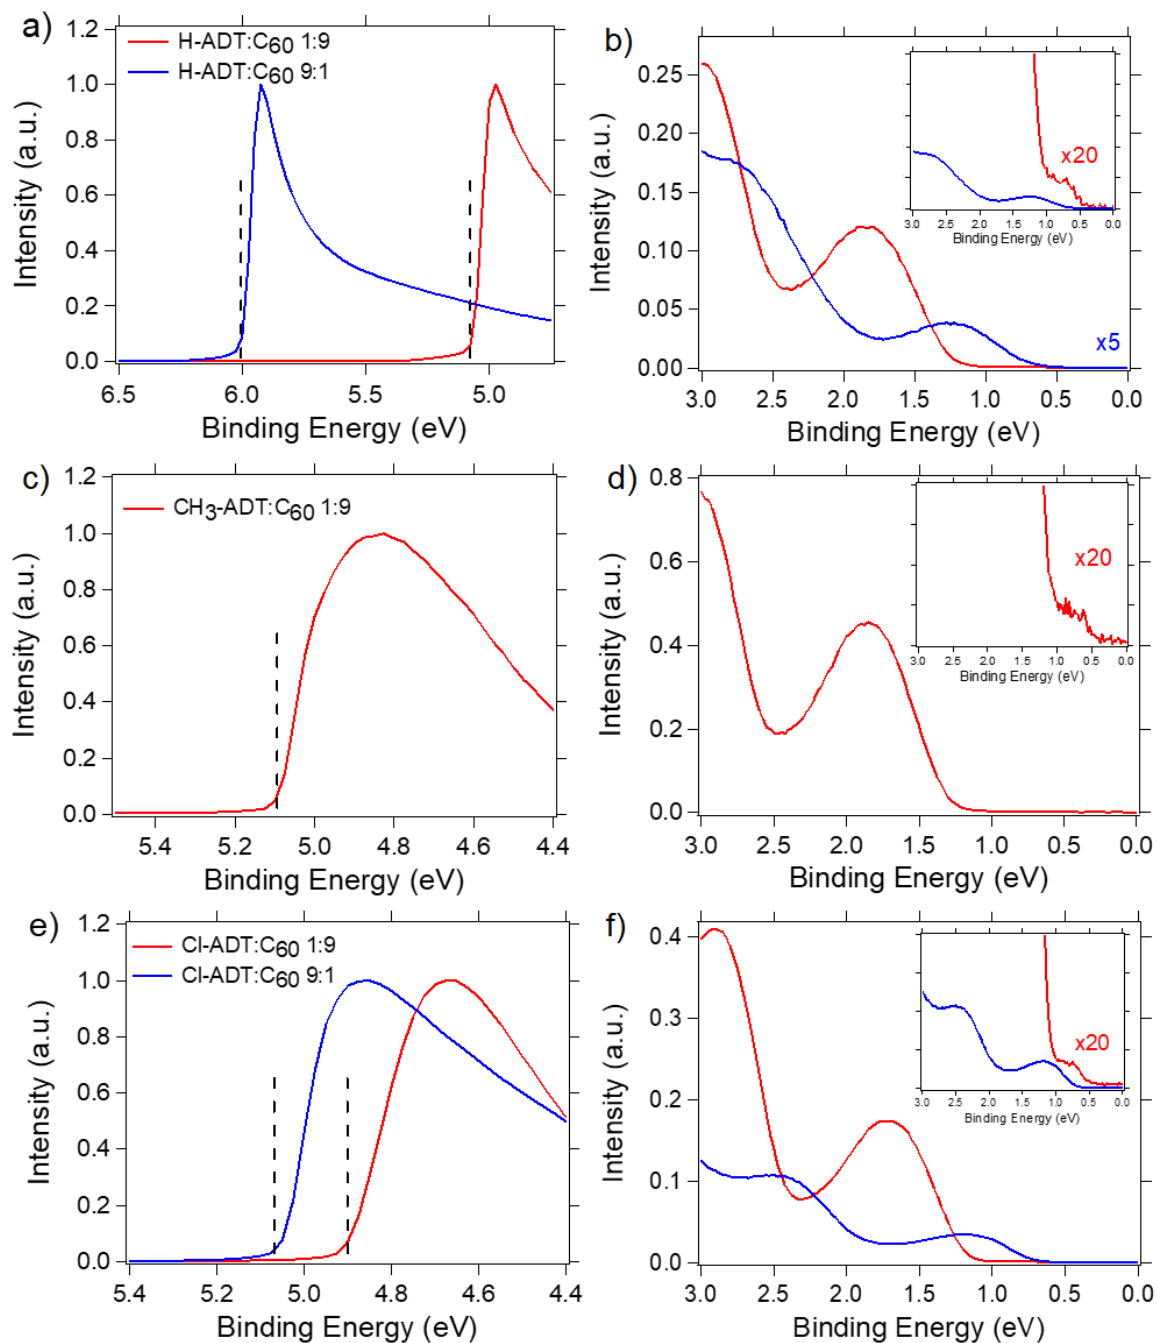 a)
H-ADT:C60 1:9
H-ADT:C60 9:1
1.2
1.0
0.8
0.6
0.4
0.2
0.0
Intensity (a.u.)
6.5 6.0 5.5 5.0
Binding Energy (eV)
b)
0.25
0.20
0.15
0.10
0.05
0.00
Intensity (a.u.)
x20
3.0 2.5 2.0 1.5 1.0 0.5 0.0
Binding Energy (eV)
x5
3.0 2.5 2.0 1.5 1.0 0.5 0.0
Binding Energy (eV)
c)
CH3-ADT:C60 1:9
1.2
1.0
0.8
0.6
0.4
0.2
0.0
Intensity (a.u.)
5.4 5.2 5.0 4.8 4.6 4.4
Binding Energy (eV)
d)
0.8
0.6
0.4
0.2
0.0
Intensity (a.u.)
x20
3.0 2.5 2.0 1.5 1.0 0.5 0.0
Binding Energy (eV)
3.0 2.5 2.0 1.5 1.0 0.5 0.0
Binding Energy (eV)
e)
Cl-ADT:C60 1:9
Cl-ADT:C60 9:1
1.2
1.0
0.8
0.6
0.4
0.2
0.0
Intensity (a.u.)
5.4 5.2 5.0 4.8 4.6 4.4
Binding Energy (eV)
f)
0.4
0.3
0.2
0.1
0.0
Intensity (a.u.)
x20
3.0 2.5 2.0 1.5 1.0 0.5 0.0
Binding Energy (eV)
3.0 2.5 2.0 1.5 1.0 0.5 0.0
Binding Energy (eV)